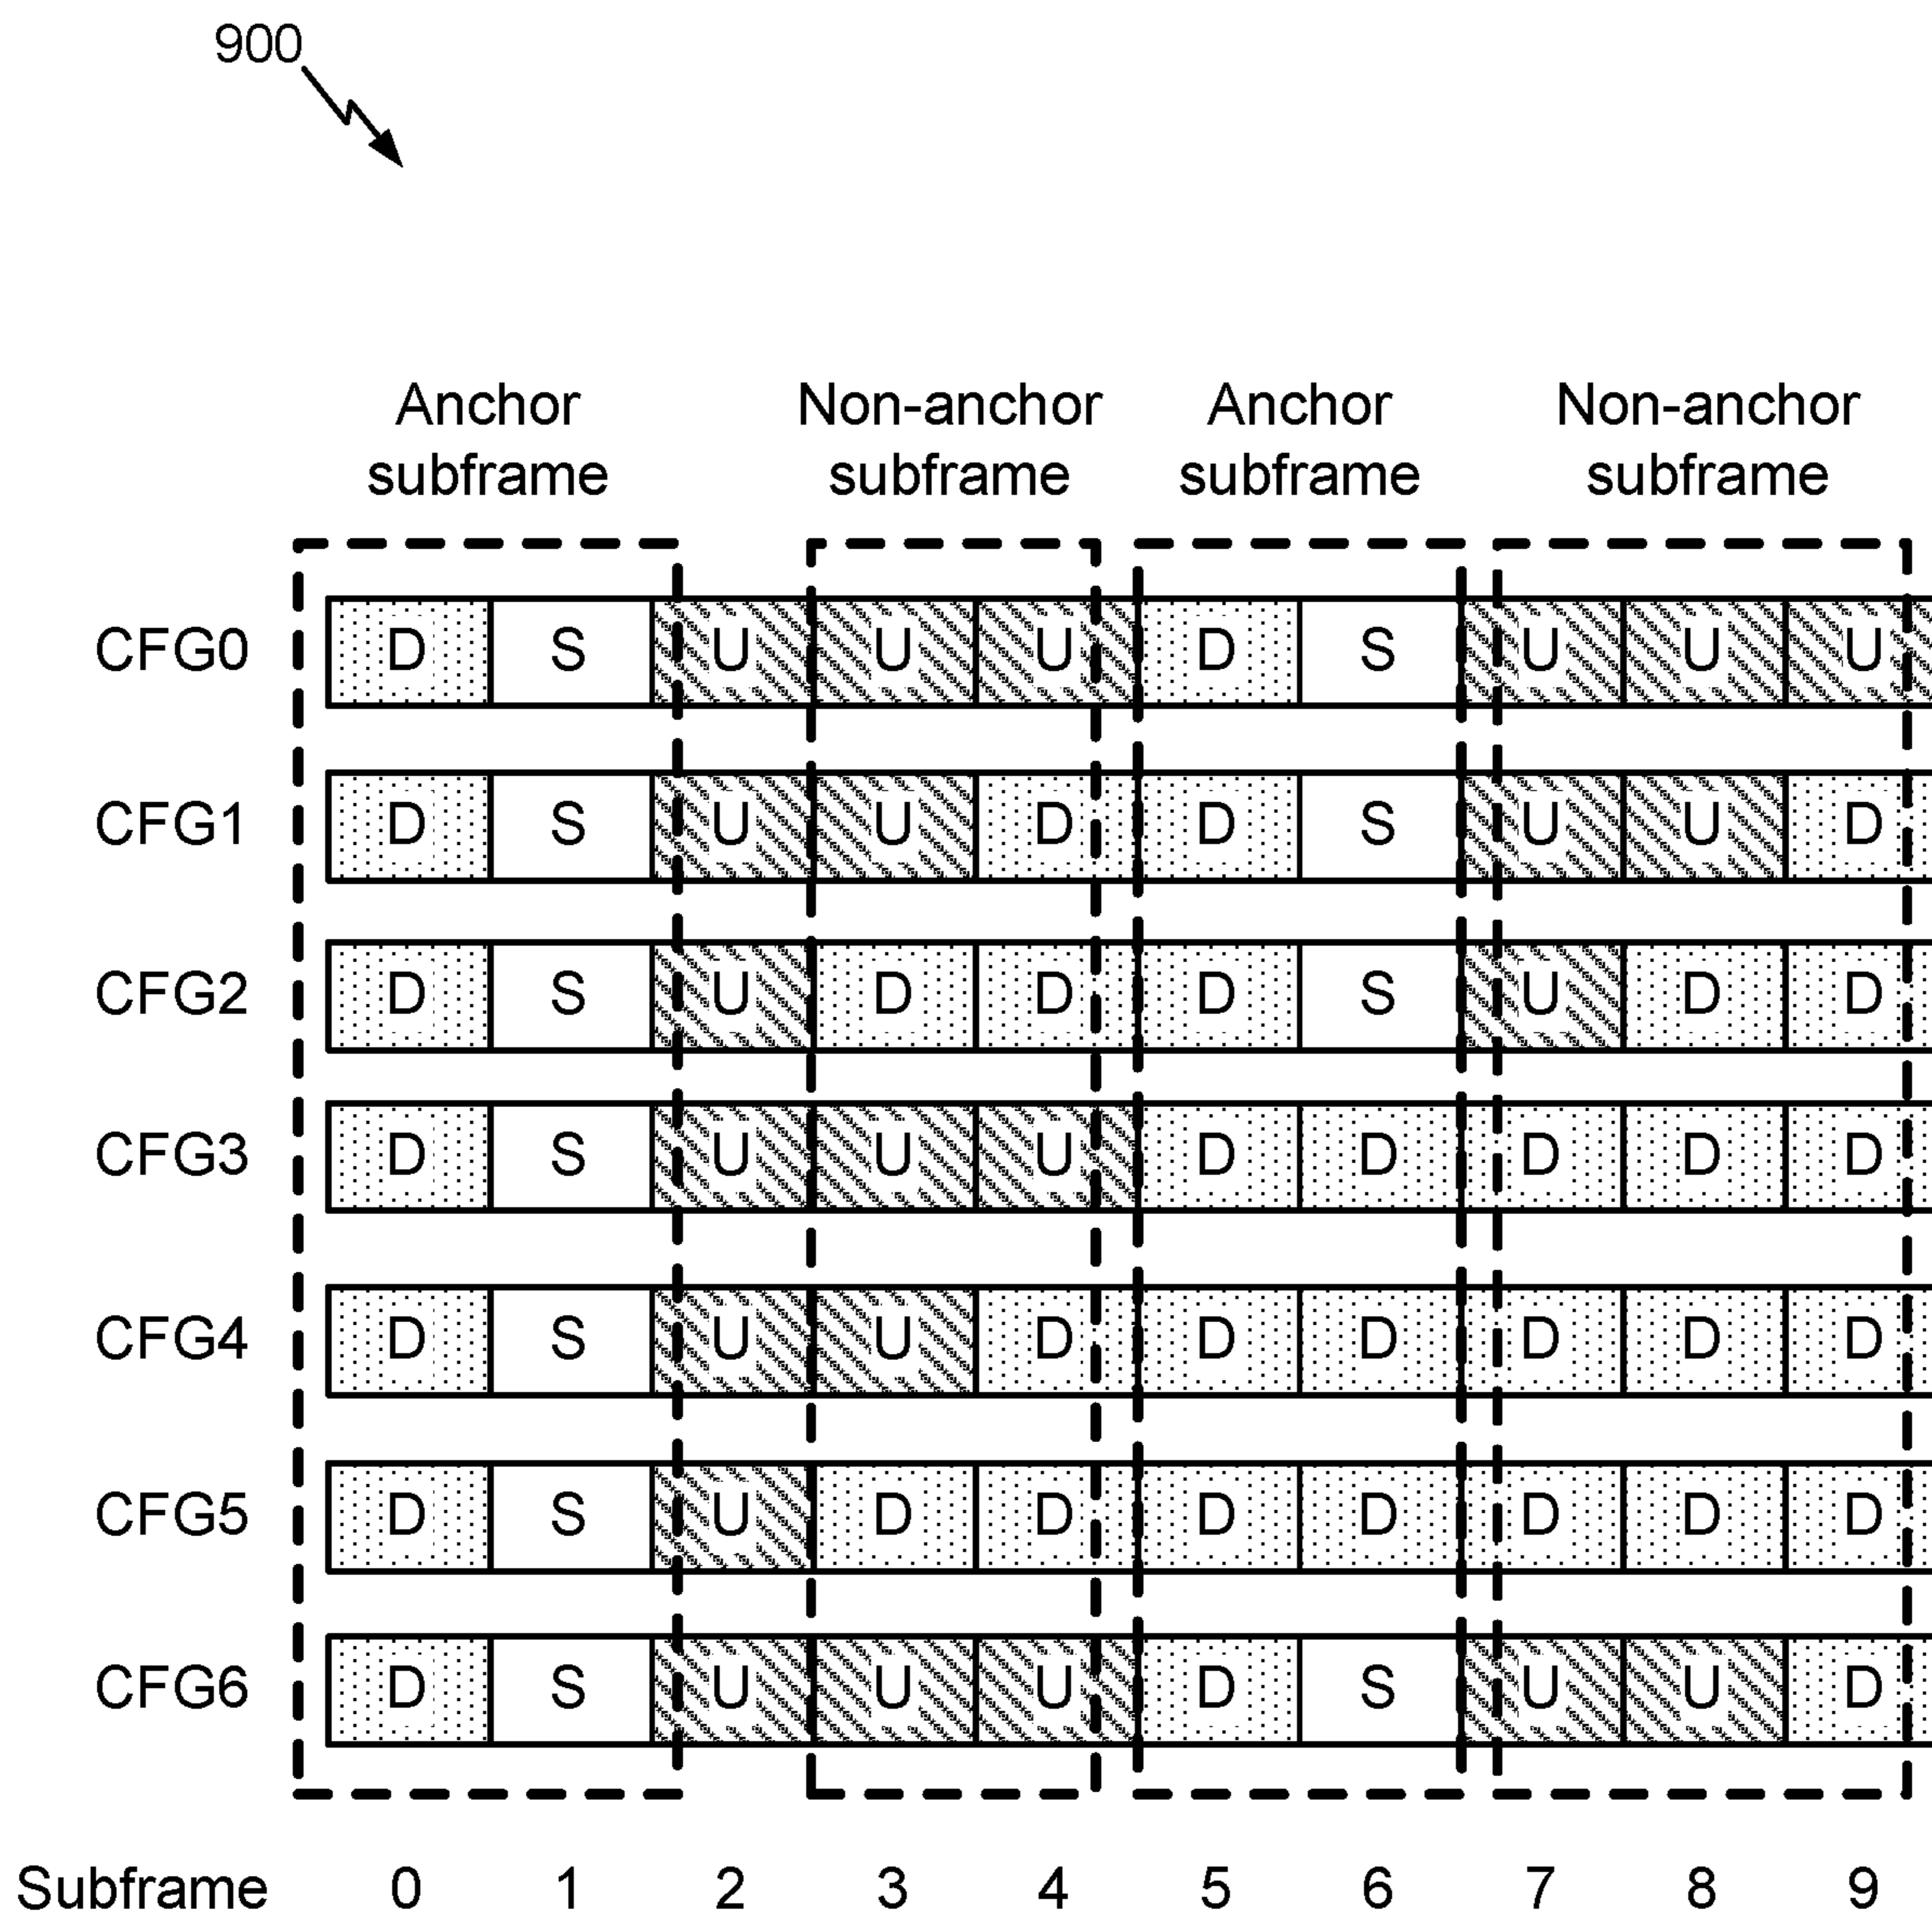 900
Anchor Non-anchor Anchor Non-anchor
subframe subframe subframe subframe
CFG0 D S U U U D S U U U
CFG1 D S U U D D S U U D
CFG2 D S U D D D S U D D
CFG3 D S U U U D D D D D
CFG4 D S U U D D D D D D
CFG5 D S U D D D D D D D
CFG6 D S U U U D S U U D
Subframe 0 1 2 3 4 5 6 7 8 9